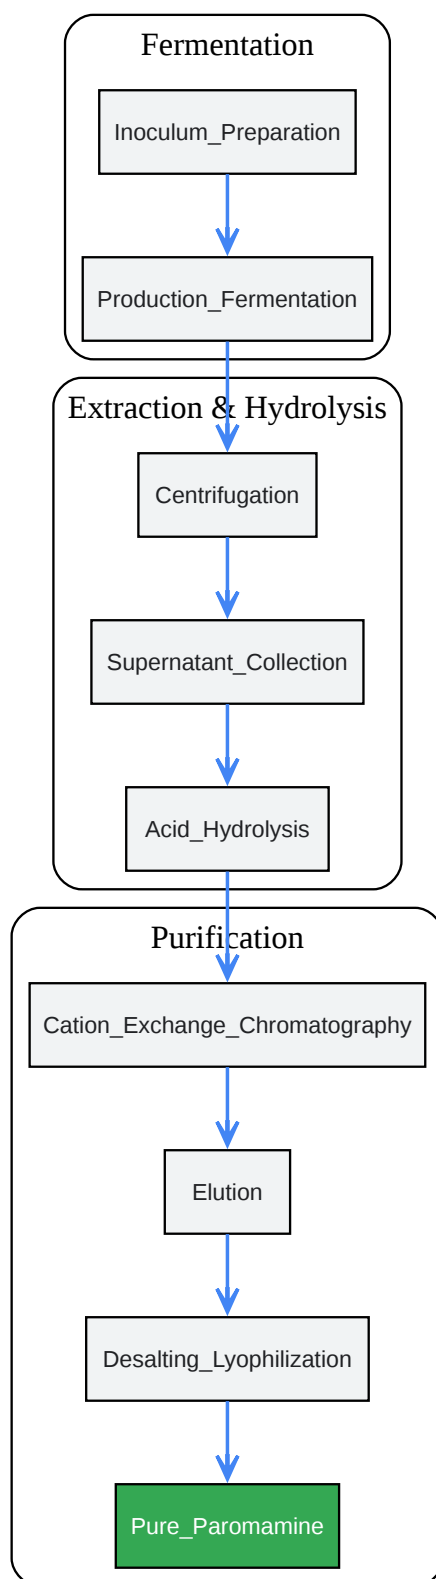 Fermentation
Inoculum_Preparation
Production_Fermentation
Extraction & Hydrolysis
Centrifugation
Supernatant_Collection
Acid_Hydrolysis
Purification
Cation_Exchange_Chromatography
Elution
Desalting_Lyophilization
Pure_Paromamine